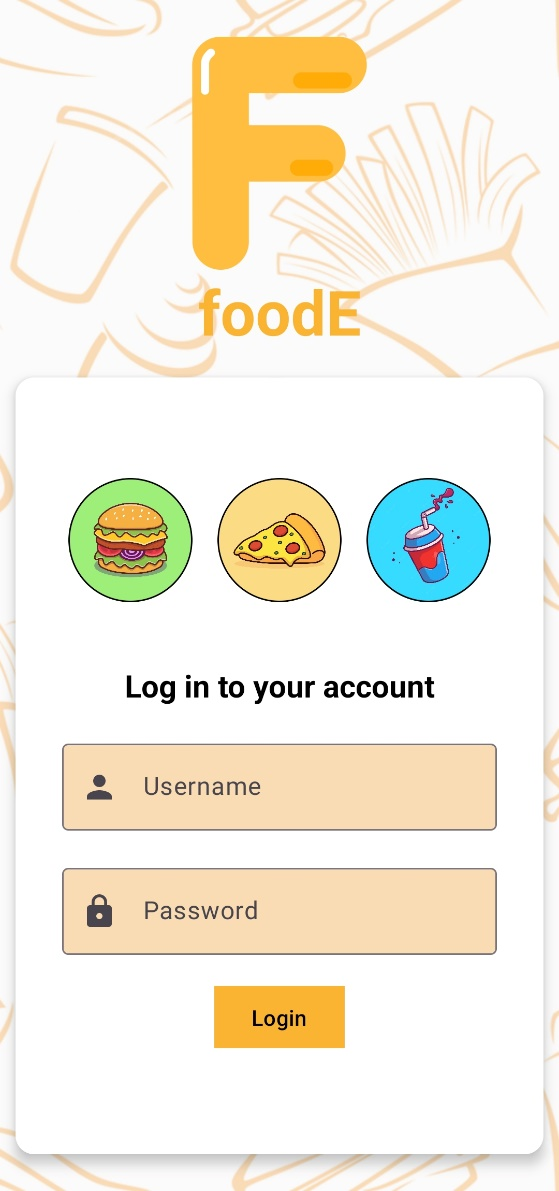 F
foodE
Log in to your account
Username
Password
Login